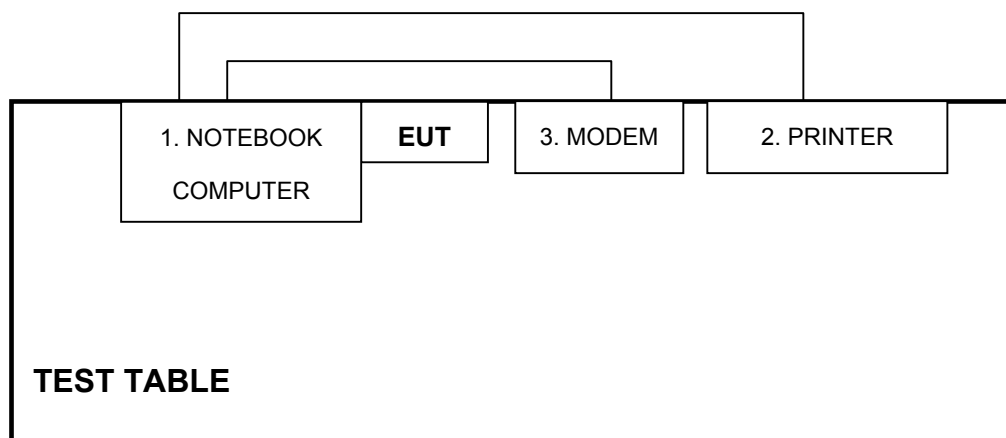 1. NOTEBOOK
COMPUTER
EUT
3. MODEM
2. PRINTER
TEST TABLE